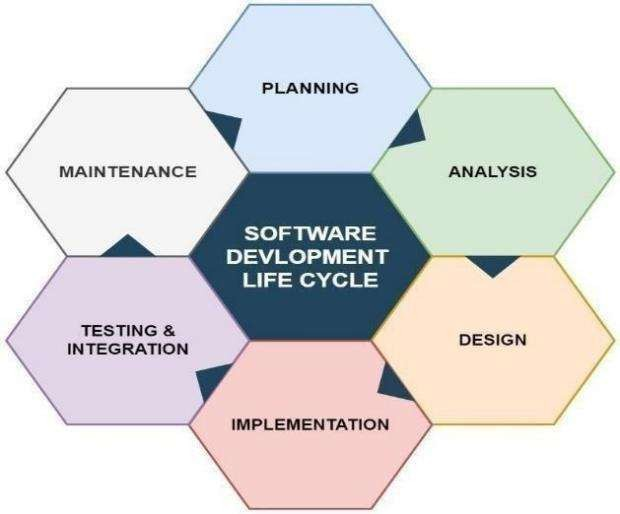 PLANNING
ANALYSIS
MAINTENANCE
SOFTWARE
DEVLOPMENT
LIFE CYCLE
DESIGN
TESTING &
INTEGRATION
IMPLEMENTATION